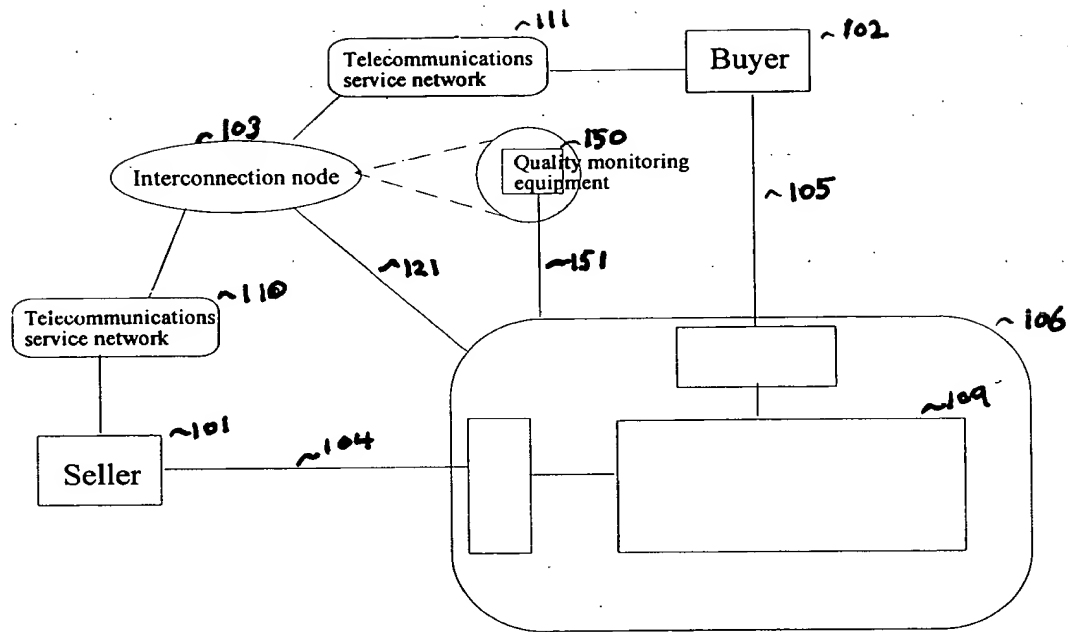 ~111
Telecommunications
service network
~102
Buyer
~103
Interconnection node
~150
Quality monitoring
equipment
~105
~121
~151
~110
Telecommunications
service network
~106
~109
~101
Seller
~104